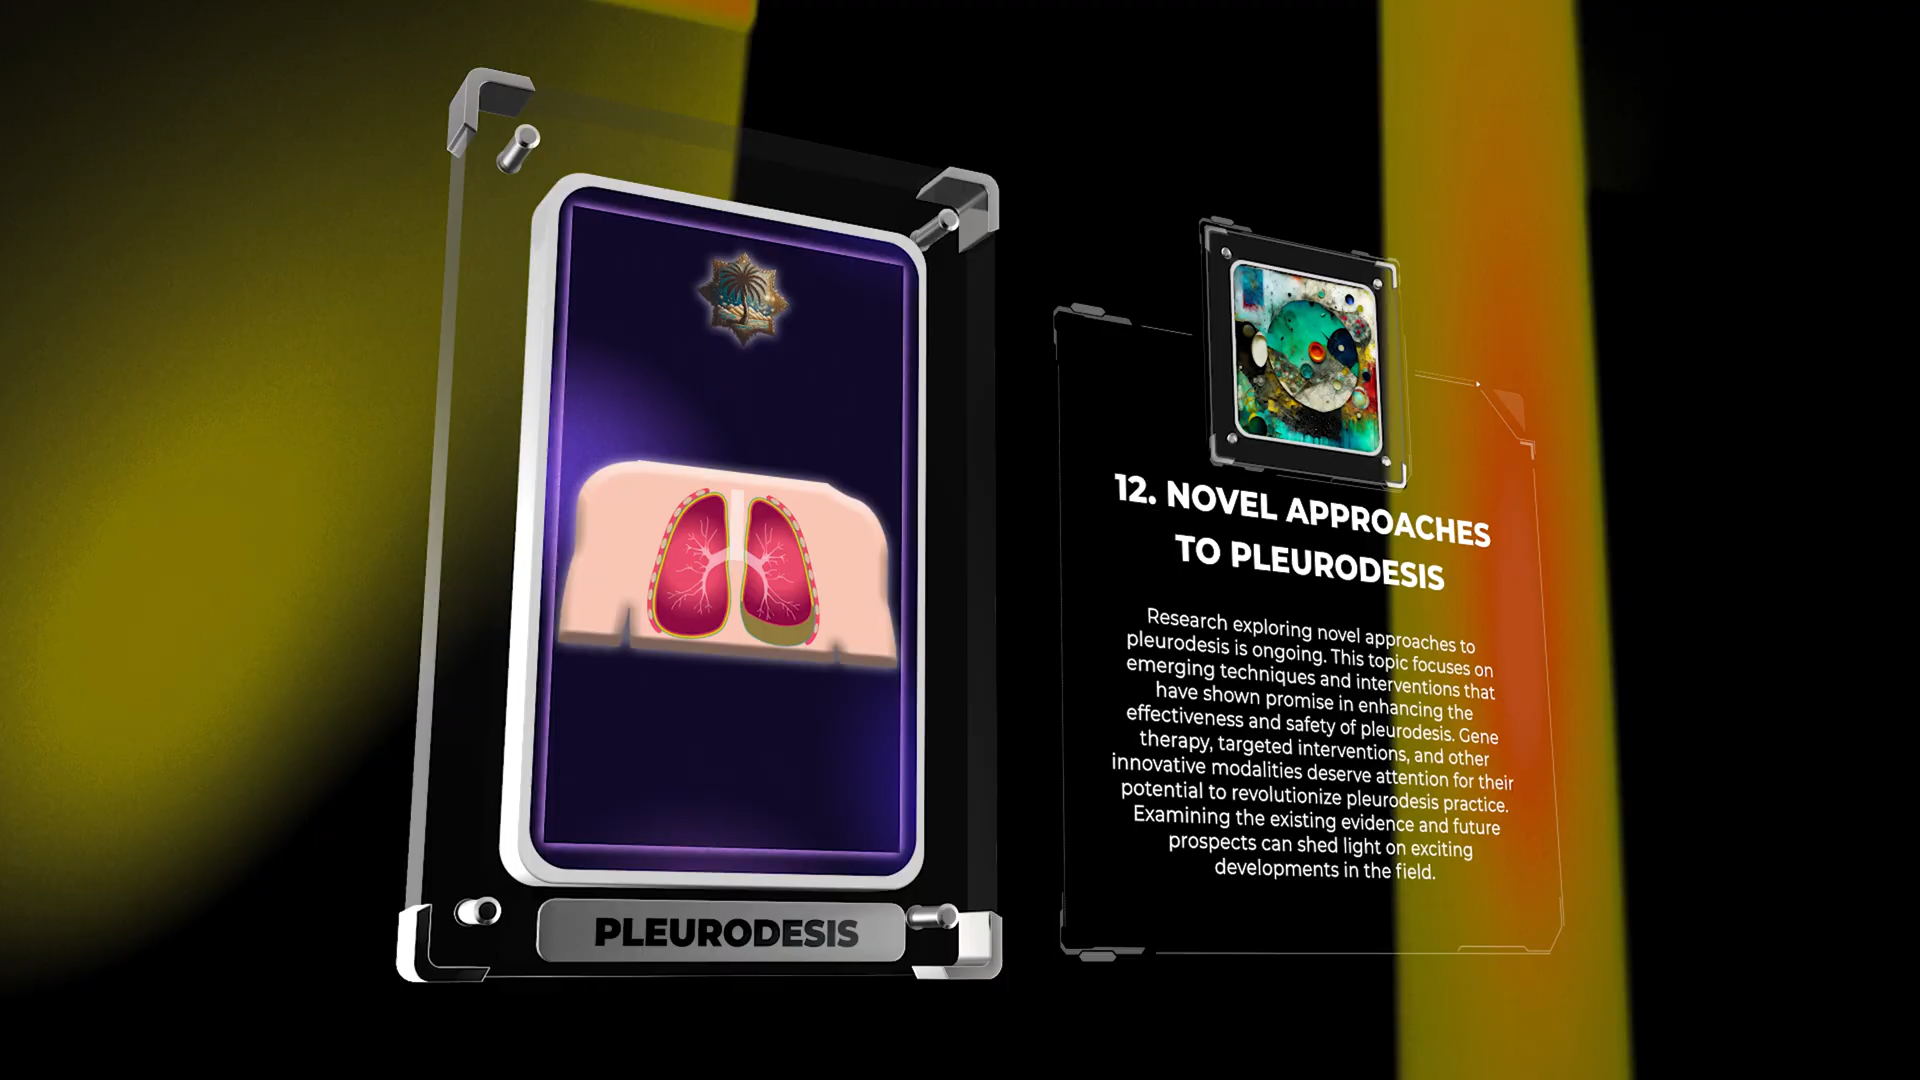 PLEURODESIS
12. NOVEL APPROACHES
TO PLEURODESIS
Research exploring novel approaches to
pleurodesis is ongoing. This topic focuses on
emerging techniques and interventions that
have shown promise in enhancing the
effectiveness and safety of pleurodesis. Gene
therapy, targeted interventions, and other
innovative modalities deserve attention for their
potential to revolutionize pleurodesis practice.
Examining the existing evidence and future
prospects can shed light on exciting
developments in the field.